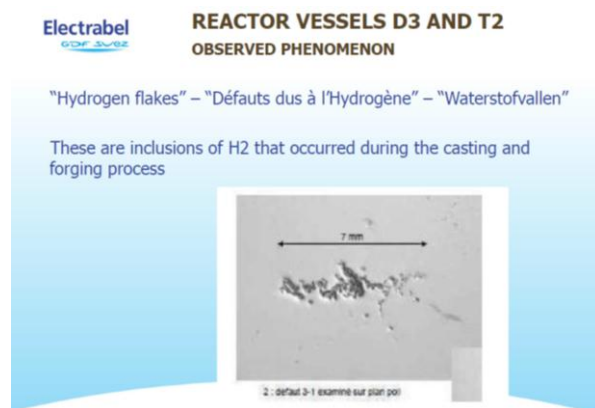 Electrabel
GDF SUEZ
REACTOR VESSELS D3 AND T2
OBSERVED PHENOMENON
“Hydrogen flakes” – “Défauts dus à l’Hydrogène” – “Waterstofvallen”
These are inclusions of H2 that occurred during the casting and
forging process
7 mm
2 : défaut 3-1 examiné sur plan poli